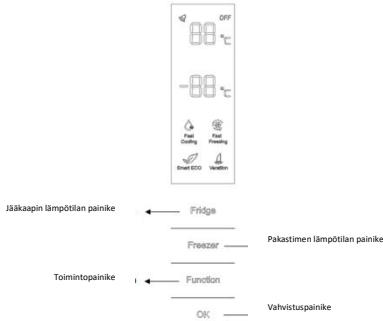 OFF
88 °C
-88 °C
Fast Cooling
Fast Freezing
Smart ECO
Vacation
Jääkaapin lämpötilan painike
Fridge
Freezer
Pakastimen lämpötilan painike
Toimintopainike
Function
OK
Vahvistuspainike